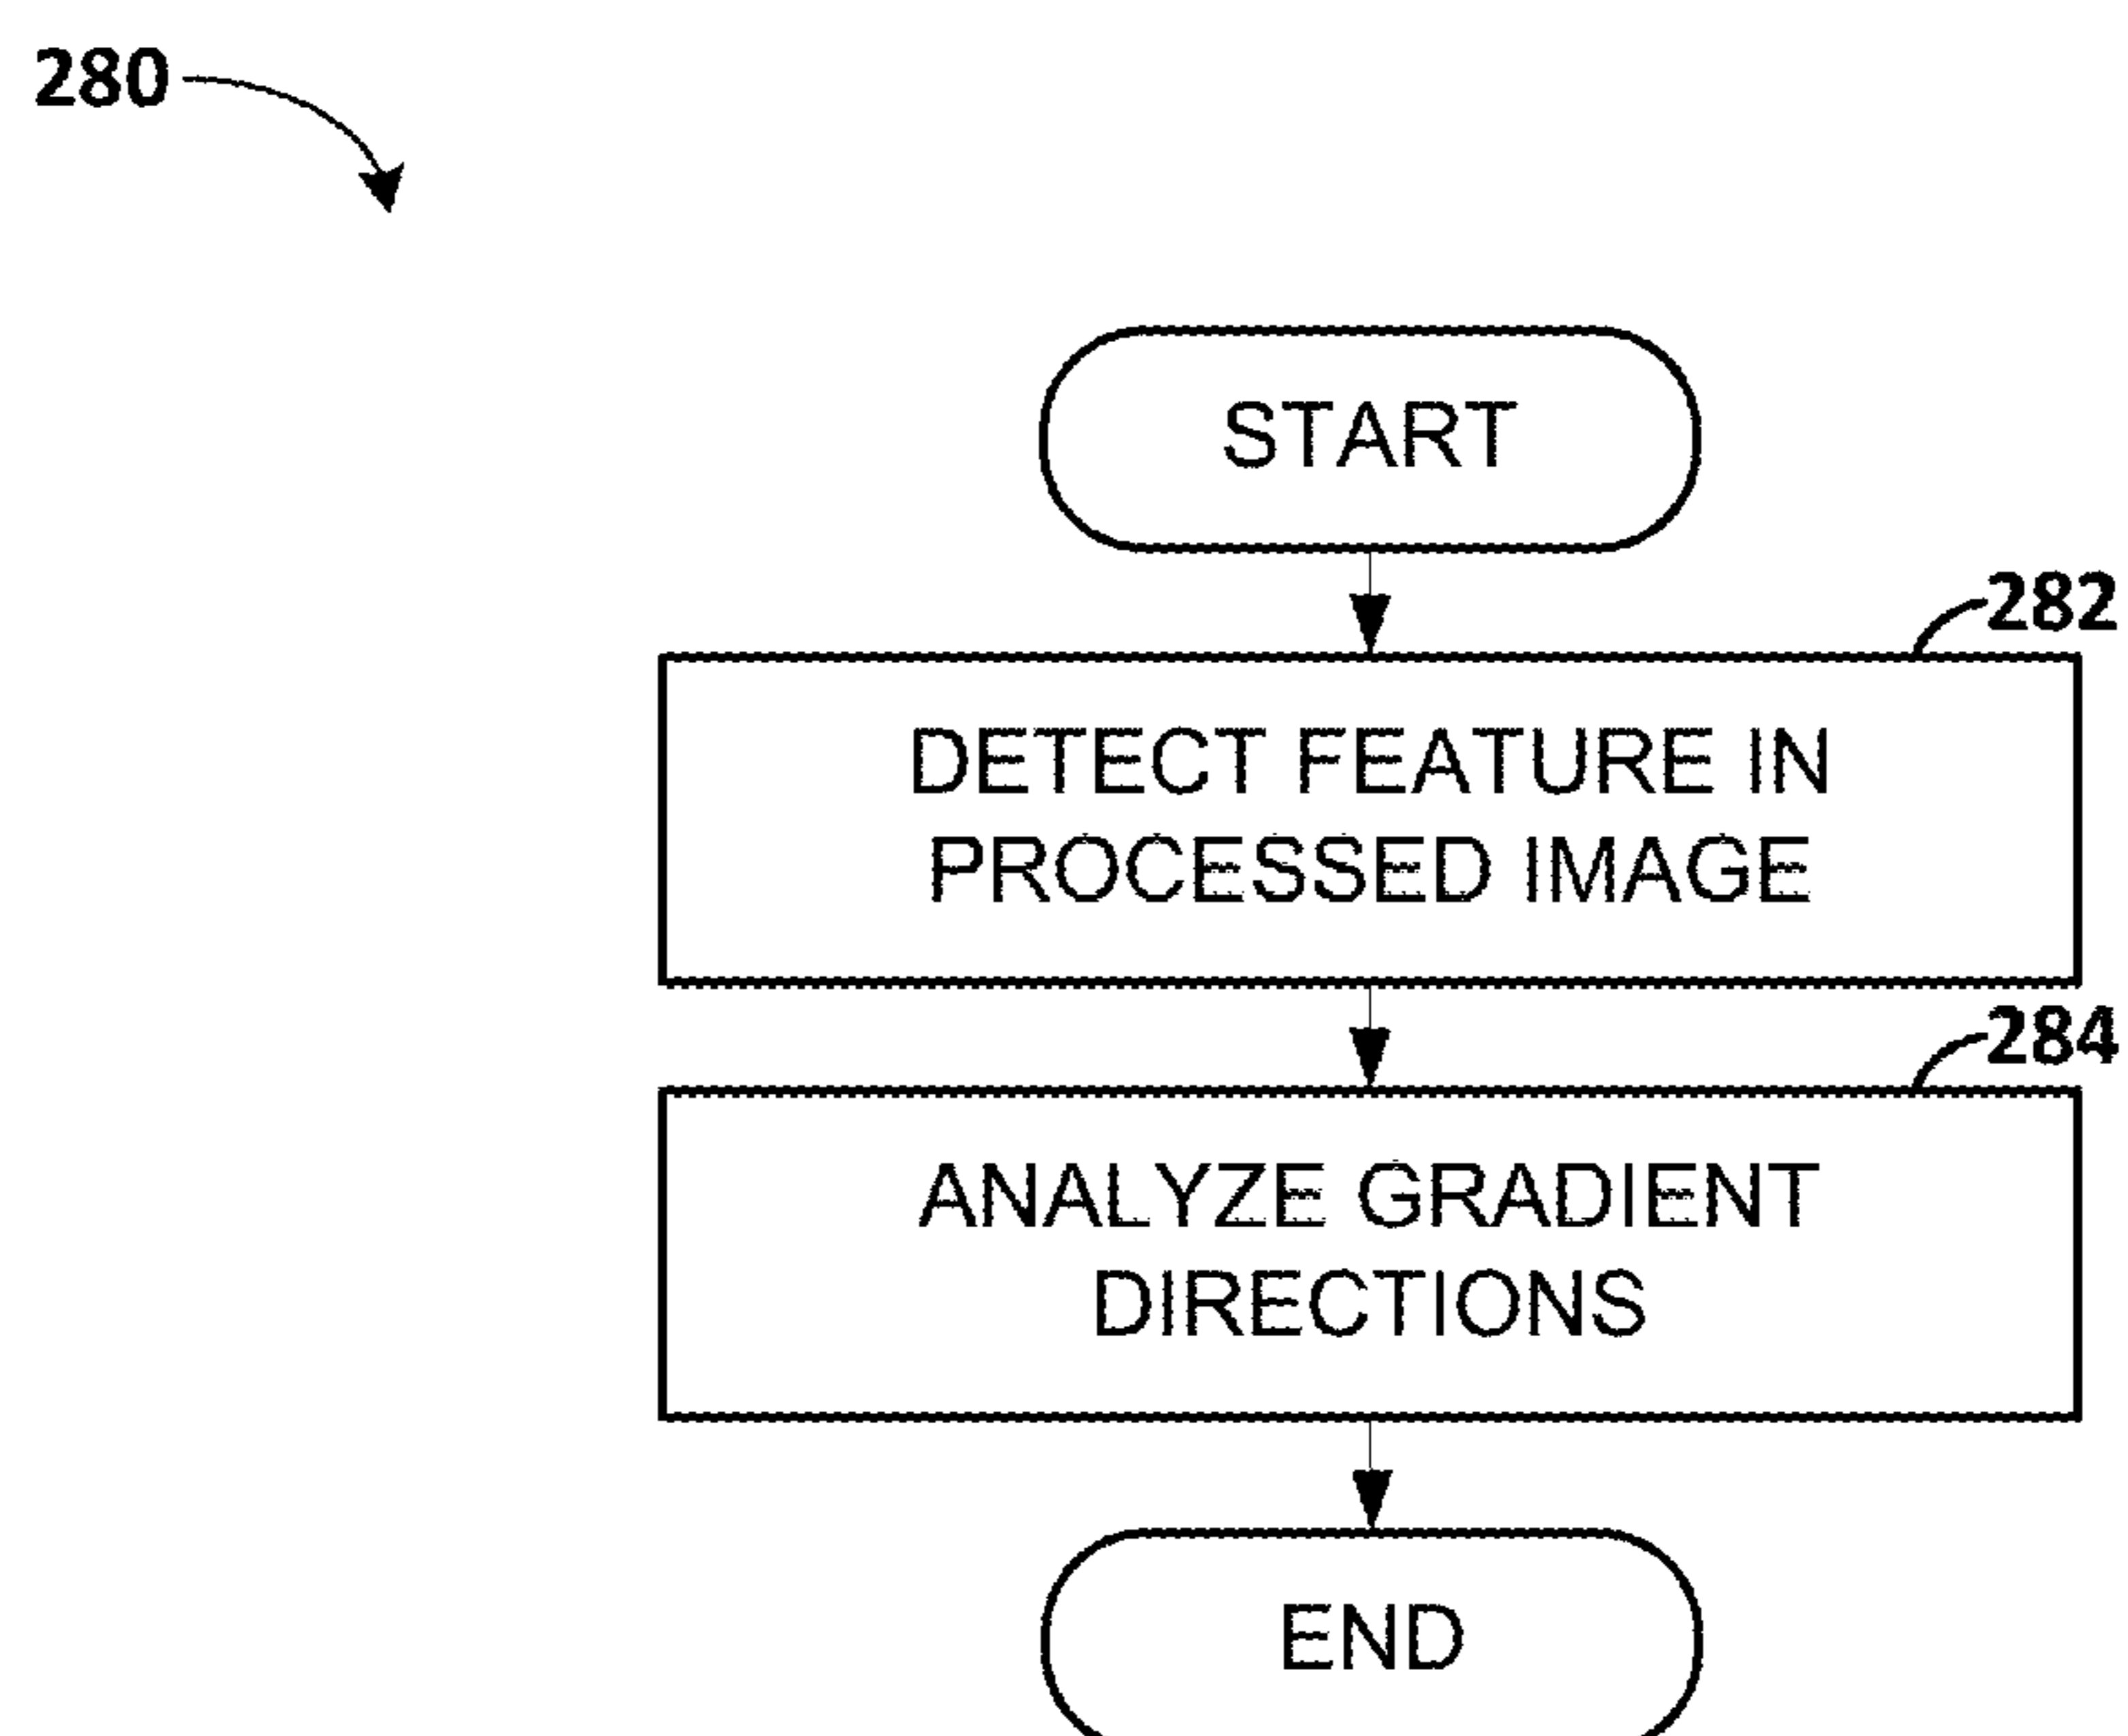 280
START
282
DETECT FEATURE IN
PROCESSED IMAGE
284
ANALYZE GRADIENT
DIRECTIONS
END